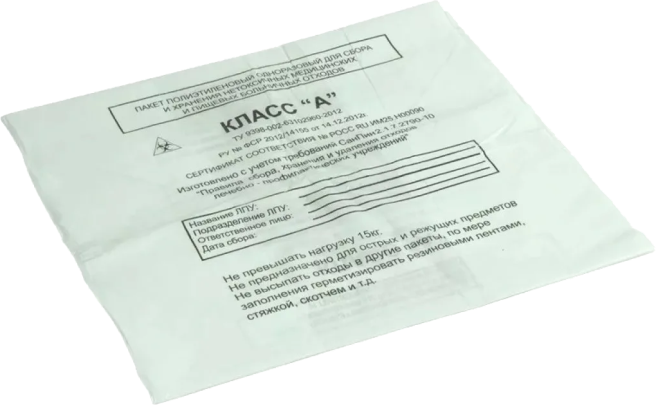 ПАКЕТ ПОЛИЭТИЛЕНОВЫЙ ОДНОРАЗОВЫЙ ДЛЯ СБОРА
И ХРАНЕНИЯ НЕТОКСИЧНЫХ МЕДИЦИНСКИХ
И ПИЩЕВЫХ БОЛЬНИЧНЫХ ОТХОДОВ
КЛАСС "А"
ТУ 9398-002-63102960-2012
РУ № ФСР 2012/14155 от 14.12.2012г.
СЕРТИФИКАТ СООТВЕТСТВИЯ № РОСС RU.ИМ25.Н00090
Изготовлено с учетом требований СанПин2.1.7.2790-10
"Правила сбора, хранения и удаления отходов
лечебно - профилактических учреждений"
Название ЛПУ:
Подразделение ЛПУ:
Ответственное лицо:
Дата сбора:
Не превышать нагрузку 15кг.
Не предназначено для острых и режущих предметов
Не высыпать отходы в другие пакеты, по мере
заполнения герметизировать резиновыми лентами,
стяжкой, скотчем и т.д.